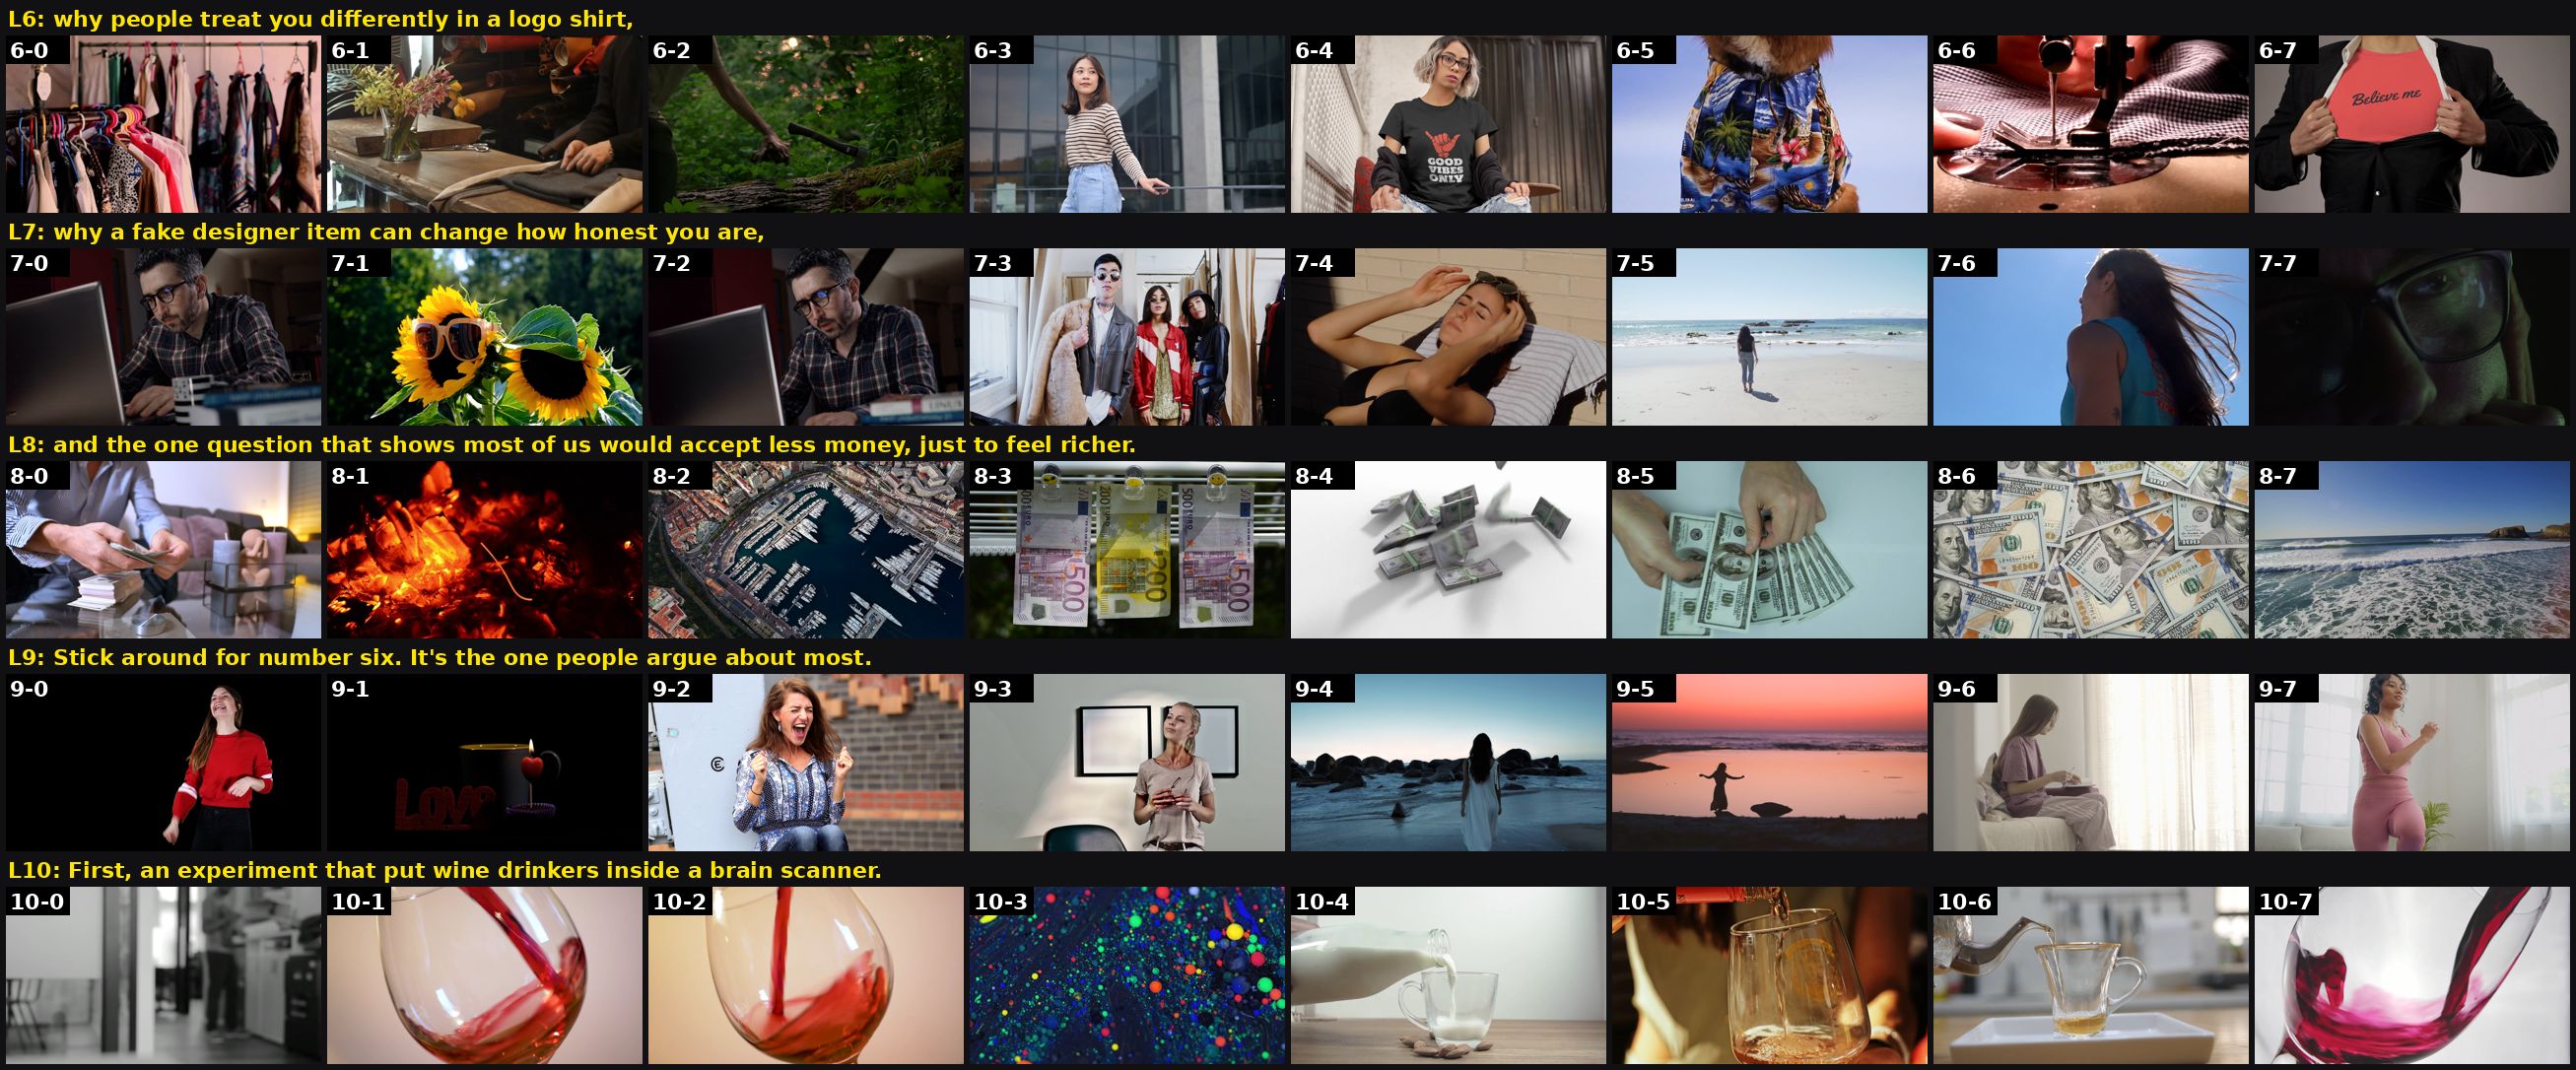 L6: why people treat you differently in a logo shirt,
6-0 6-1 6-2 6-3 6-4 6-5 6-6 6-7
GOOD
VIBES
ONLY
Believe me
L7: why a fake designer item can change how honest you are,
7-0 7-1 7-2 7-3 7-4 7-5 7-6 7-7
L8: and the one question that shows most of us would accept less money, just to feel richer.
8-0 8-1 8-2 8-3 8-4 8-5 8-6 8-7
500 200 500
100
L9: Stick around for number six. It's the one people argue about most.
9-0 9-1 9-2 9-3 9-4 9-5 9-6 9-7
Love
L10: First, an experiment that put wine drinkers inside a brain scanner.
10-0 10-1 10-2 10-3 10-4 10-5 10-6 10-7